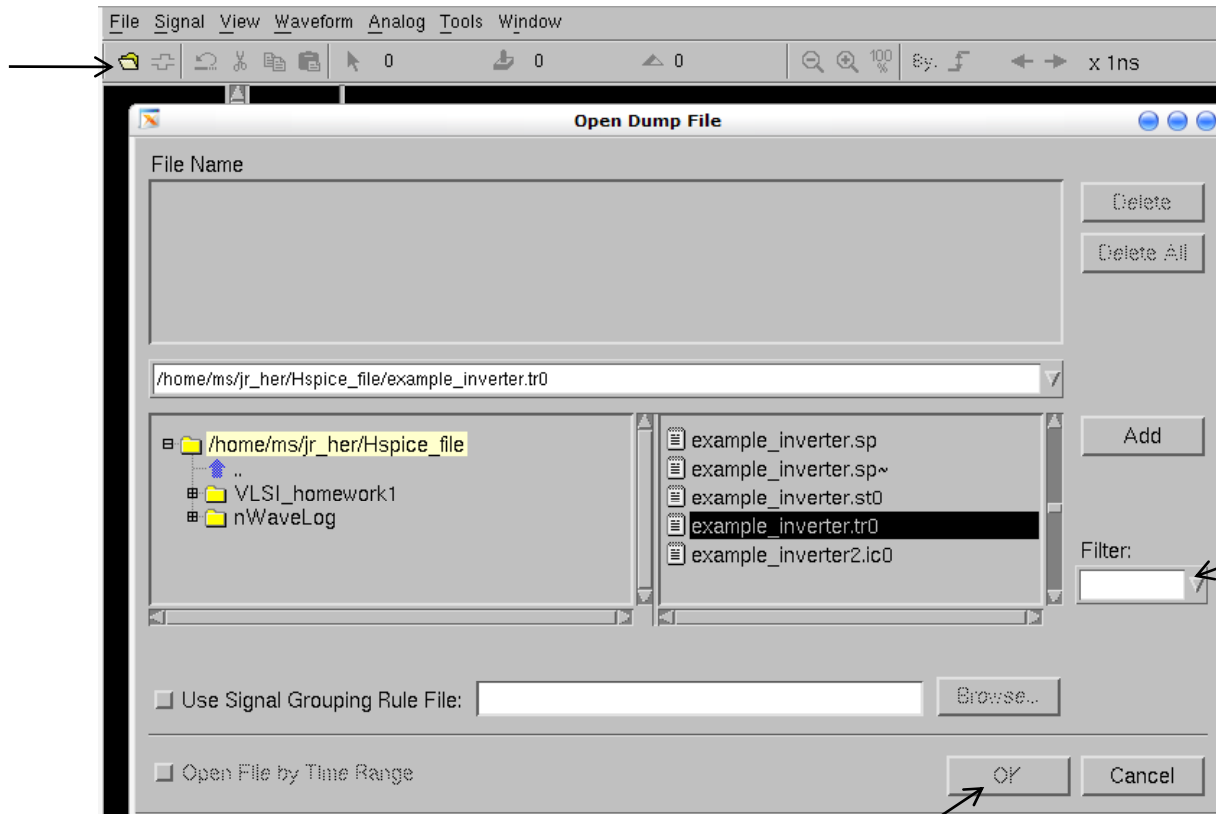 File Signal View Waveform Analog Tools Window
0 0 0 100 % By: x 1ns
Open Dump File
File Name
Delete
Delete All
/home/ms/jr_her/Hspice_file/example_inverter.tr0
/home/ms/jr_her/Hspice_file
..
VLSI_homework1
nWaveLog
example_inverter.sp
example_inverter.sp~
example_inverter.st0
example_inverter.tr0
example_inverter2.ic0
Add
Filter:
Use Signal Grouping Rule File:
Browse...
Open File by Time Range
OK
Cancel